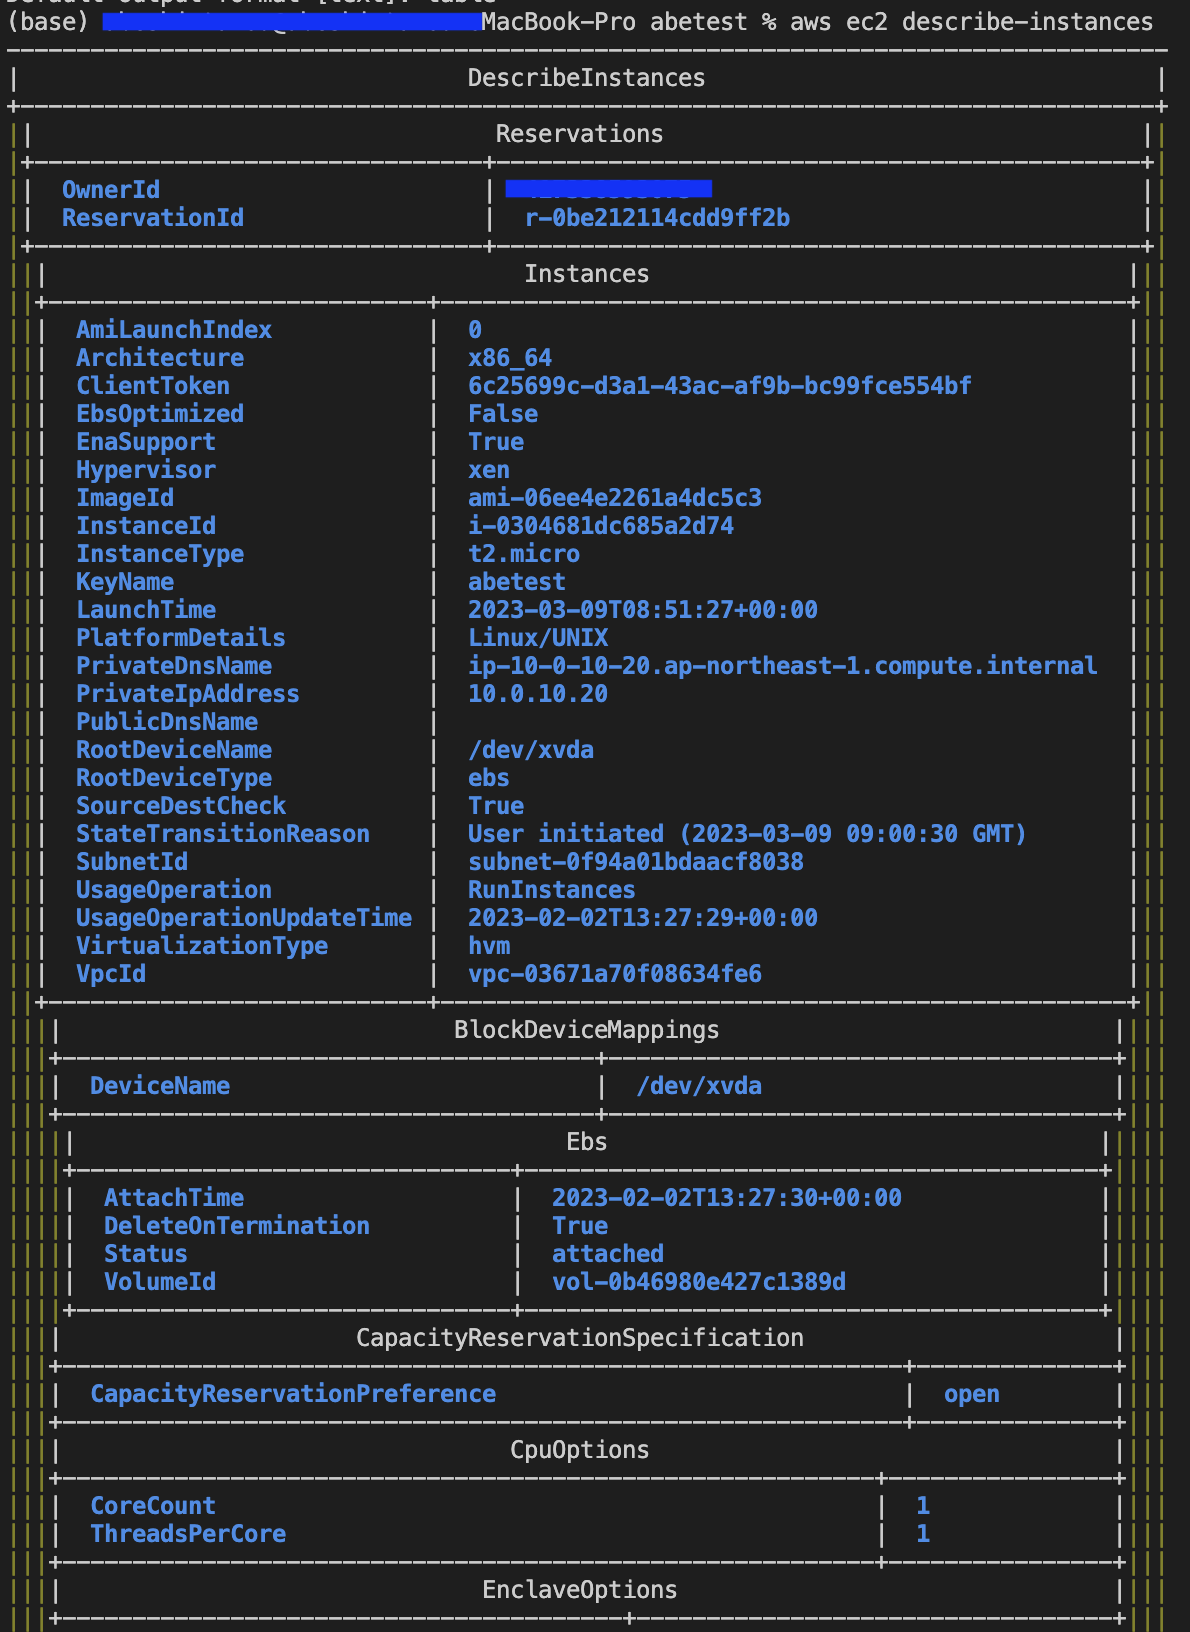 Default output format [text]: table
(base) MacBook-Pro abetest % aws ec2 describe-instances
DescribeInstances
Reservations
OwnerId
ReservationId | r-0be212114cdd9ff2b
Instances
AmiLaunchIndex | 0
Architecture | x86_64
ClientToken | 6c25699c-d3a1-43ac-af9b-bc99fce554bf
EbsOptimized | False
EnaSupport | True
Hypervisor | xen
ImageId | ami-06ee4e2261a4dc5c3
InstanceId | i-0304681dc685a2d74
InstanceType | t2.micro
KeyName | abetest
LaunchTime | 2023-03-09T08:51:27+00:00
PlatformDetails | Linux/UNIX
PrivateDnsName | ip-10-0-10-20.ap-northeast-1.compute.internal
PrivateIpAddress | 10.0.10.20
PublicDnsName |
RootDeviceName | /dev/xvda
RootDeviceType | ebs
SourceDestCheck | True
StateTransitionReason | User initiated (2023-03-09 09:00:30 GMT)
SubnetId | subnet-0f94a01bdaacf8038
UsageOperation | RunInstances
UsageOperationUpdateTime | 2023-02-02T13:27:29+00:00
VirtualizationType | hvm
VpcId | vpc-03671a70f08634fe6
BlockDeviceMappings
DeviceName | /dev/xvda
Ebs
AttachTime | 2023-02-02T13:27:30+00:00
DeleteOnTermination | True
Status | attached
VolumeId | vol-0b46980e427c1389d
CapacityReservationSpecification
CapacityReservationPreference | open
CpuOptions
CoreCount | 1
ThreadsPerCore | 1
EnclaveOptions